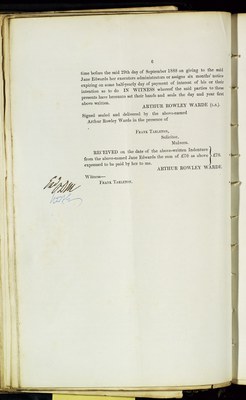 4
time before the said 29th day of September 1909 on giving to the said
Jane Edwards her executors administrators or assigns six months' notice
expiring on some half-yearly day of payment of interest of his or their
intention so to do IN WITNESS whereof the said parties to these
presents have hereunto set their hands and seals the day and year first
above written.
ARTHUR ROWLEY WARDE (L.S.)
Signed sealed and delivered by the above-named
Arthur Rowley Warde in the presence of
FRANK TARLETON,
Solicitor,
RECEIVED on the date of the above-written Indenture
from the above-named Jane Edwards the sum of £70 as above
expressed to be paid by her to me.
£70.
ARTHUR ROWLEY WARDE.
Witness—
FRANK TARLETON.